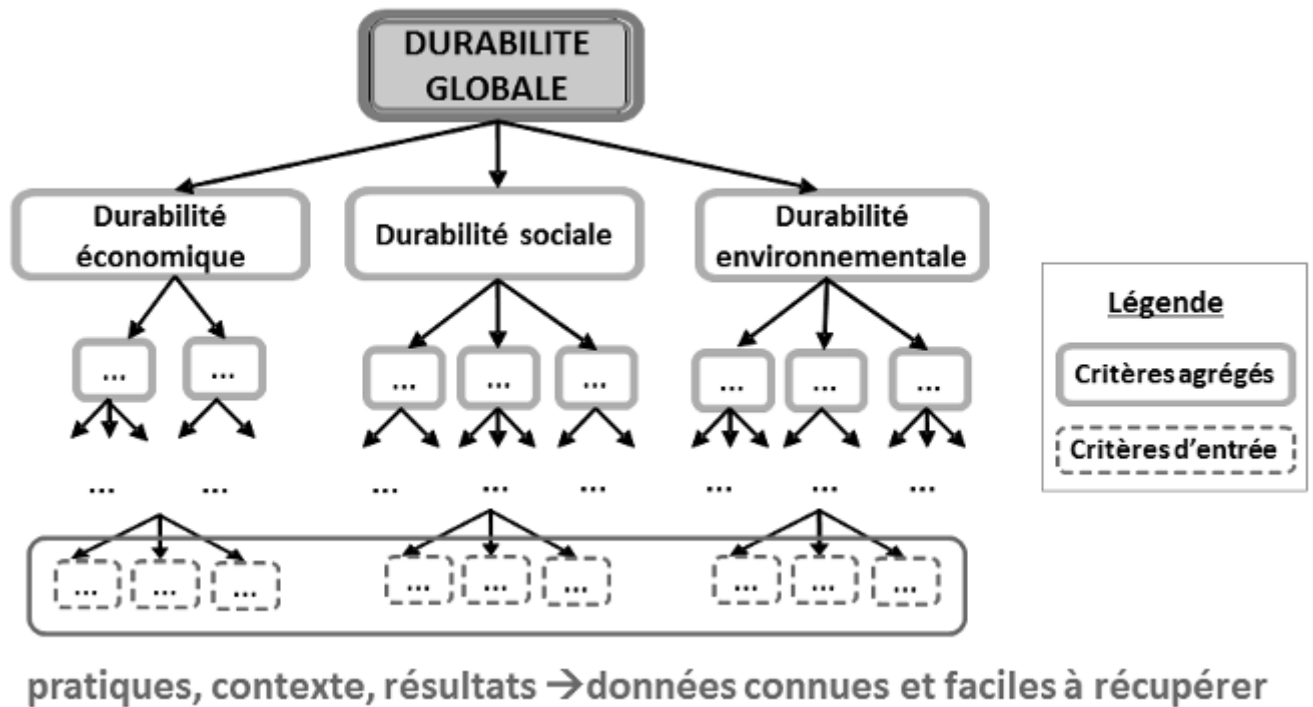 DURABILITE
GLOBALE
Durabilité
économique
Durabilité sociale
Durabilité
environnementale
Légende
Critères agrégés
Critères d'entrée
... ... ... ... ... ... ... ...
... ... ... ... ... ... ... ...
... ... ... ... ... ... ... ... ...
pratiques, contexte, résultats → données connues et faciles à récupérer